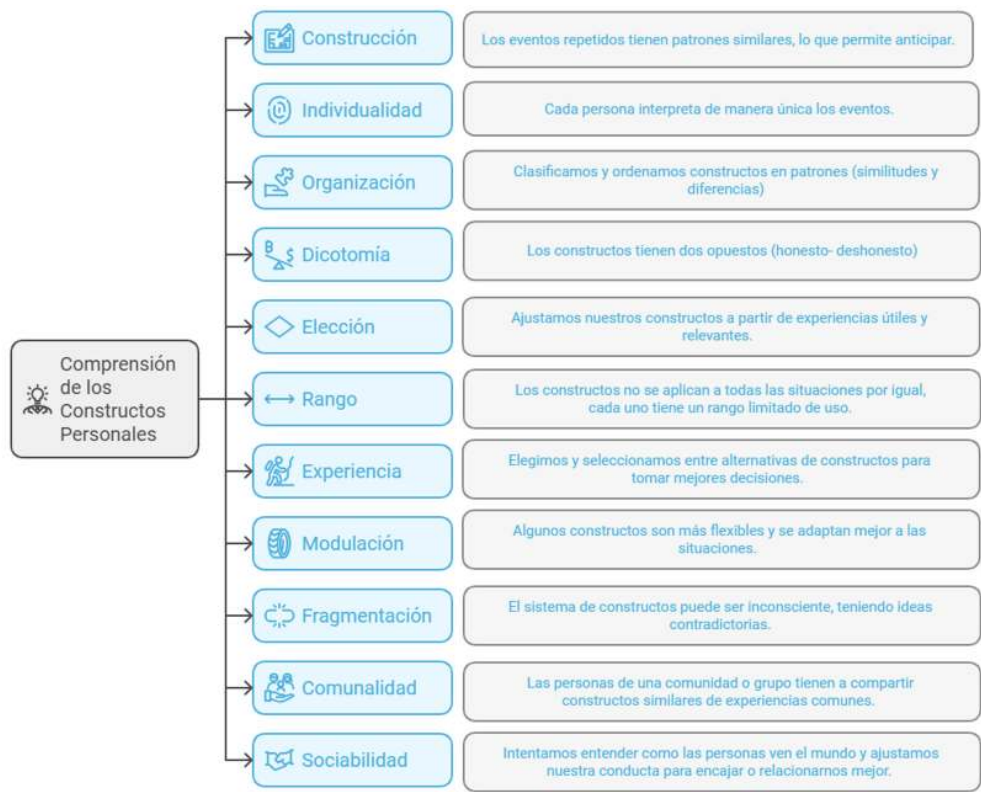 Comprensión
de los
Constructos
Personales
Construcción
Los eventos repetidos tienen patrones similares, lo que permite anticipar.
Individualidad
Cada persona interpreta de manera única los eventos.
Organización
Clasificamos y ordenamos constructos en patrones (similitudes y
diferencias)
B
$
Dicotomía
Los constructos tienen dos opuestos (honesto- deshonesto)
Elección
Ajustamos nuestros constructos a partir de experiencias útiles y
relevantes.
Rango
Los constructos no se aplican a todas las situaciones por igual,
cada uno tiene un rango limitado de uso.
Experiencia
Elegimos y seleccionamos entre alternativas de constructos para
tomar mejores decisiones.
Modulación
Algunos constructos son más flexibles y se adaptan mejor a las
situaciones.
Fragmentación
El sistema de constructos puede ser inconsciente, teniendo ideas
contradictorias.
Comunalidad
Las personas de una comunidad o grupo tienen a compartir
constructos similares de experiencias comunes.
Sociabilidad
Intentamos entender como las personas ven el mundo y ajustamos
nuestra conducta para encajar o relacionarnos mejor.